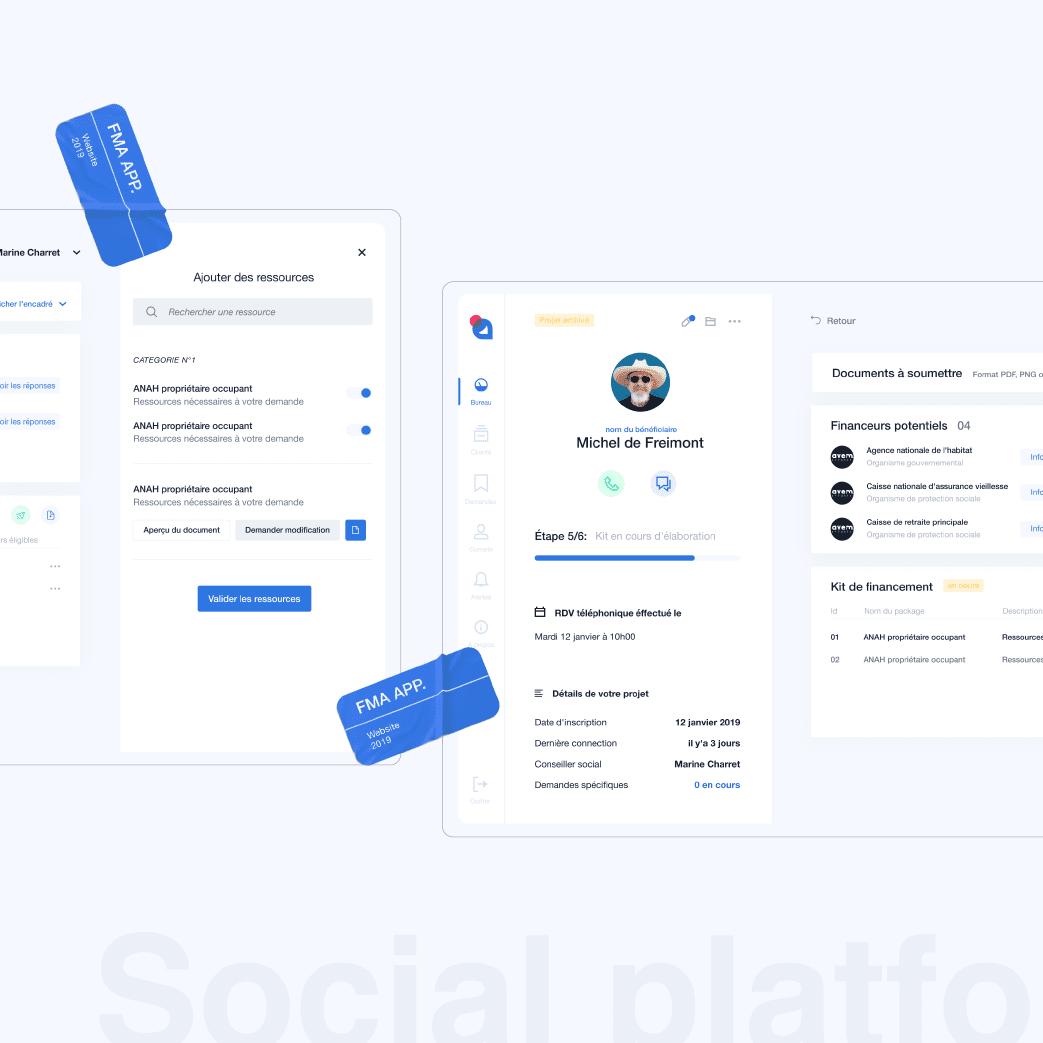 FMA APP.
Website
2019
Marine Charret
icher l'encadré
oir les réponses
oir les réponses
rs éligibles
Ajouter des ressources
Rechercher une ressource
CATEGORIE N°1
ANAH propriétaire occupant
Ressources nécessaires à votre demande
ANAH propriétaire occupant
Ressources nécessaires à votre demande
ANAH propriétaire occupant
Ressources nécessaires à votre demande
Aperçu du document
Demander modification
Valider les ressources
FMA APP.
Website
2019
Bureau
Clients
Demandes
Compte
Alertes
À propos
Quitter
Projet archivé
nom du bénéficiaire
Michel de Freimont
Étape 5/6: Kit en cours d'élaboration
RDV téléphonique éffectué le
Mardi 12 janvier à 10h00
Détails de votre projet
Date d'inscription 12 janvier 2019
Dernière connection il y'a 3 jours
Conseiller social Marine Charret
Demandes spécifiques 0 en cours
Retour
Documents à soumettre Format PDF, PNG o
Financeurs potentiels 04
avem
Agence nationale de l'habitat
Organisme gouvernemental
Info
avem
Caisse nationale d'assurance vieillesse
Organisme de protection sociale
Info
avem
Caisse de retraite principale
Organisme de protection sociale
Info
Kit de financement en cours
Id Nom du package Description
01 ANAH propriétaire occupant Ressources
02 ANAH propriétaire occupant Ressources
Social platfo